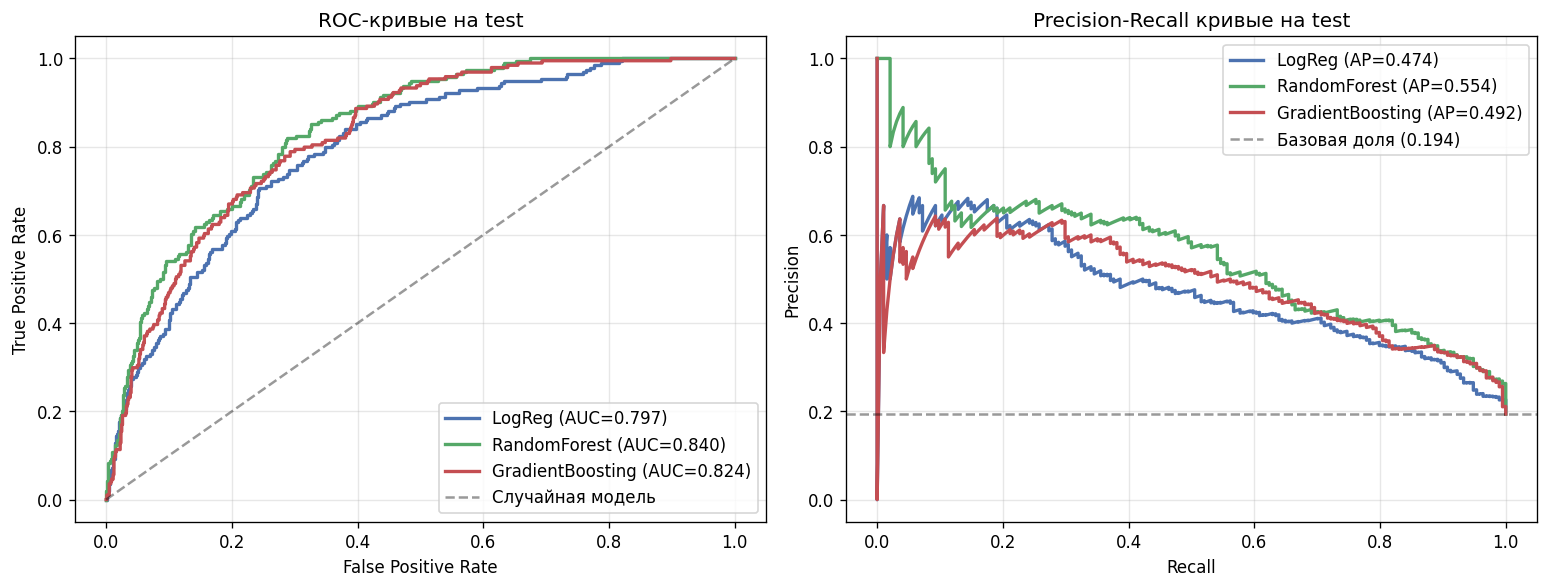 ROC-кривые на test
True Positive Rate
1.0
0.8
0.6
0.4
0.2
0.0
LogReg (AUC=0.797)
RandomForest (AUC=0.840)
GradientBoosting (AUC=0.824)
Случайная модель
0.0 0.2 0.4 0.6 0.8 1.0
False Positive Rate
Precision-Recall кривые на test
Precision
1.0
0.8
0.6
0.4
0.2
0.0
LogReg (AP=0.474)
RandomForest (AP=0.554)
GradientBoosting (AP=0.492)
Базовая доля (0.194)
0.0 0.2 0.4 0.6 0.8 1.0
Recall